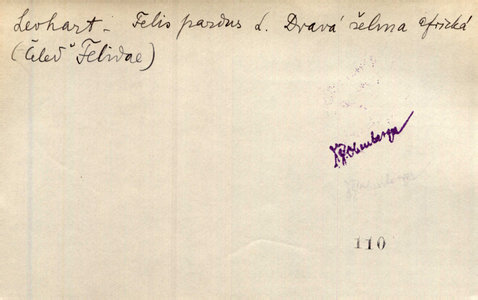 Levhart - Felis pardus L. Dravá šelma africká
(Čeleď Felidae)
110